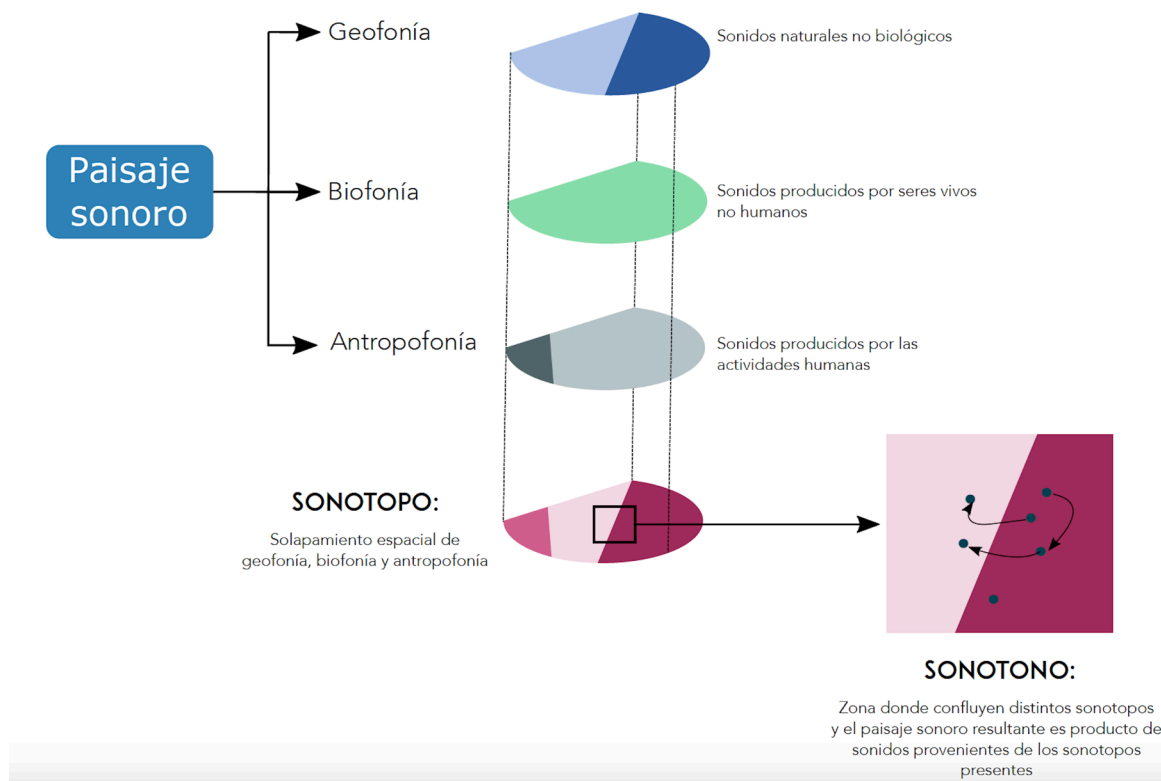 Geofonía
Sonidos naturales no biológicos
Paisaje
sonoro
Biofonía
Sonidos producidos por seres vivos
no humanos
Antropofonía
Sonidos producidos por las
actividades humanas
SONOTOPO:
Solapamiento espacial de
geofonía, biofonía y antropofonía
SONOTONO:
Zona donde confluyen distintos sonotopos
y el paisaje sonoro resultante es producto de
sonidos provenientes de los sonotopos
presentes